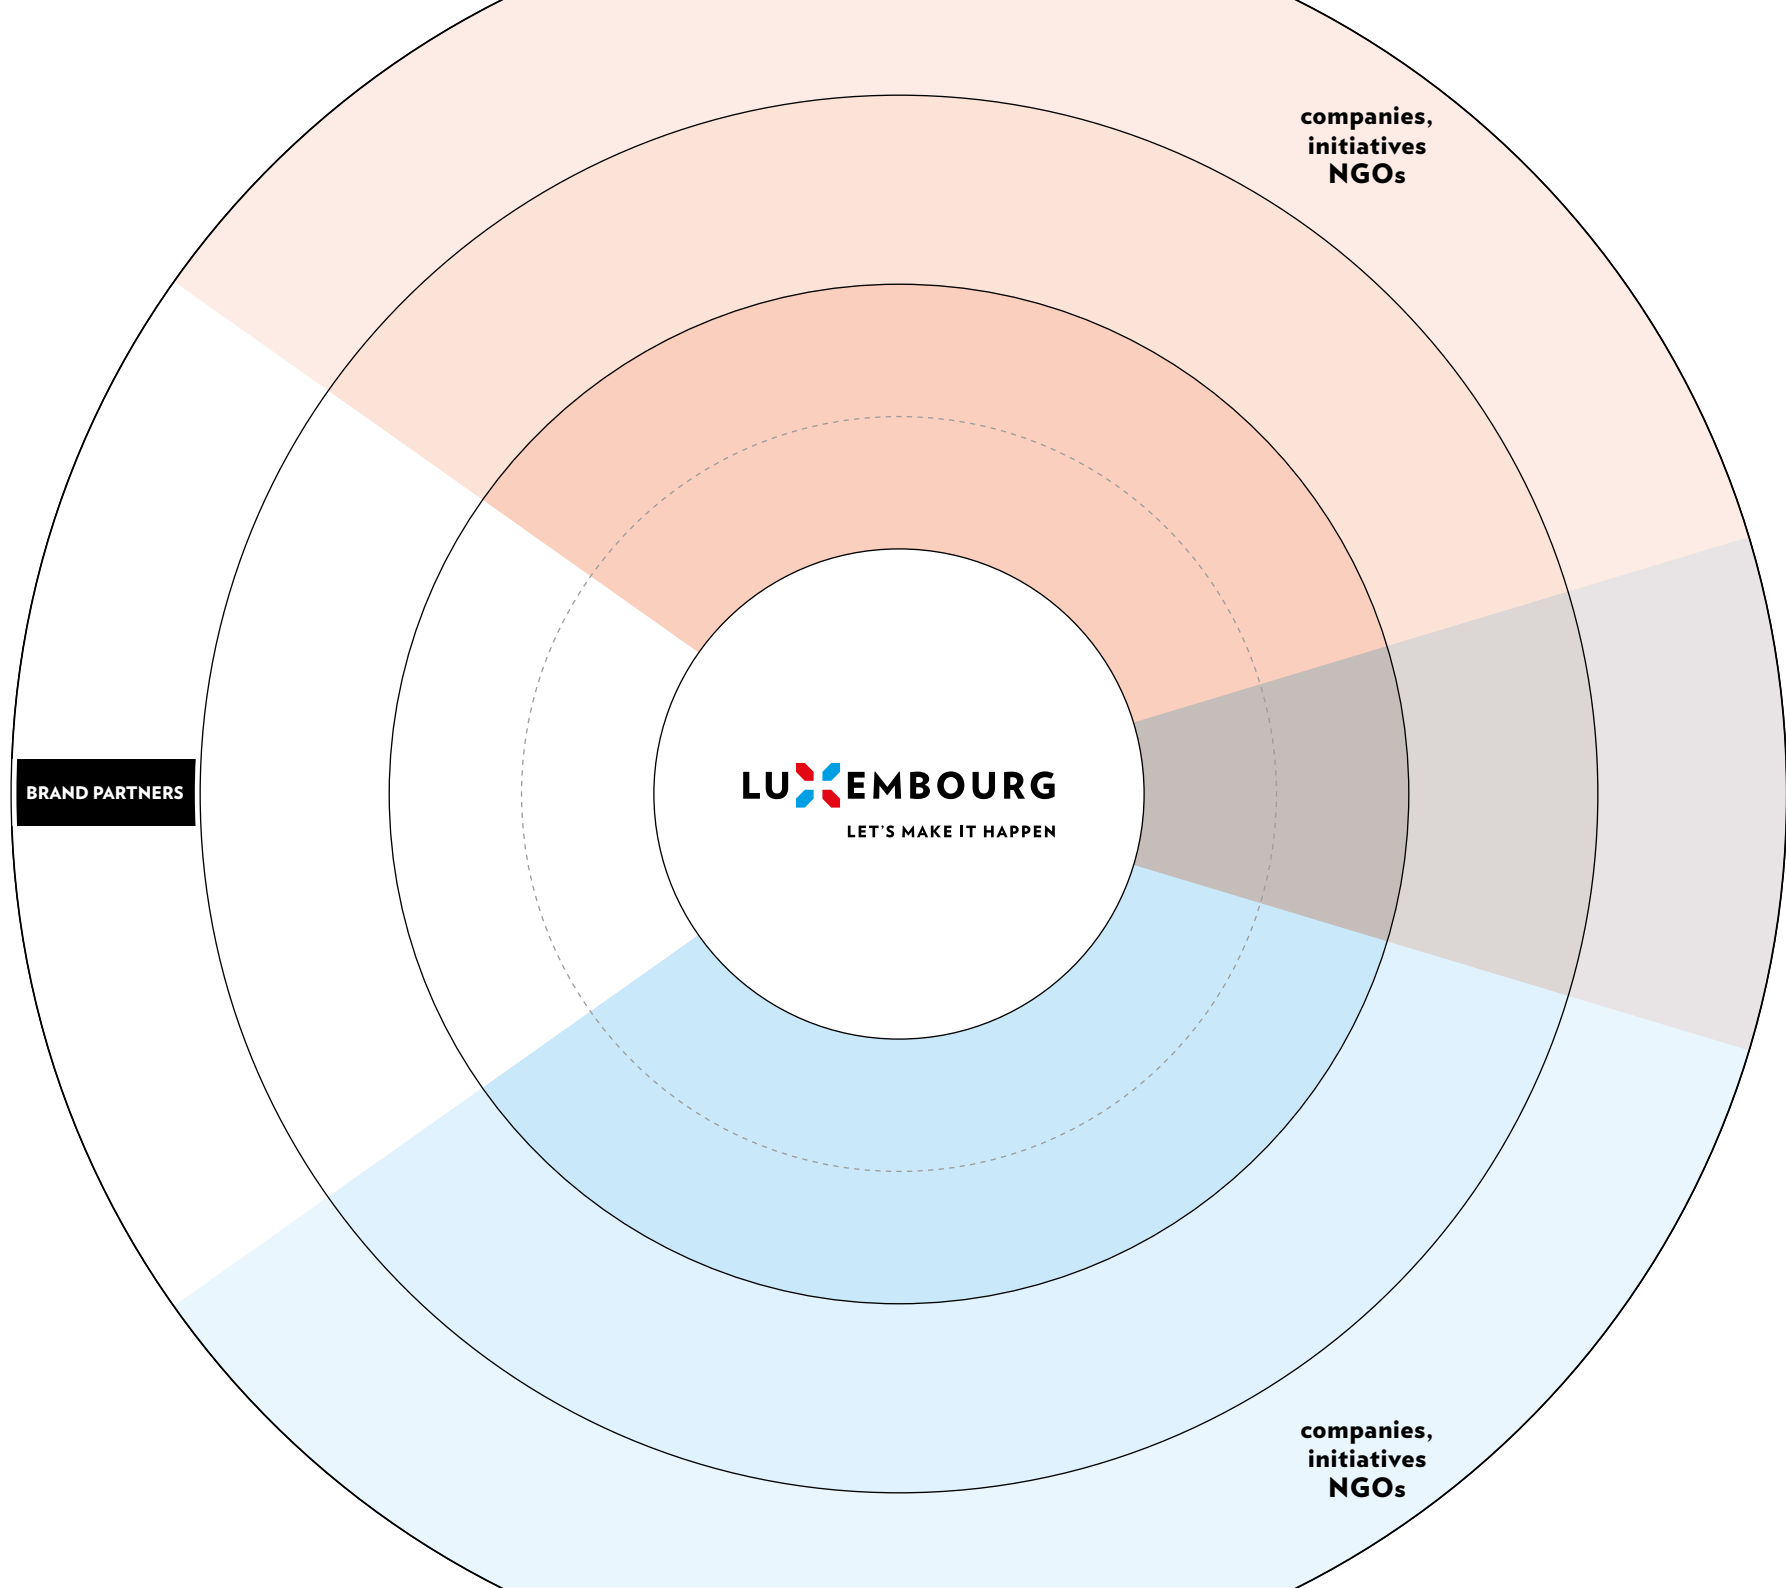 companies,
initiatives
NGOs
BRAND PARTNERS
LUXEMBOURG
LET'S MAKE IT HAPPEN
companies,
initiatives
NGOs